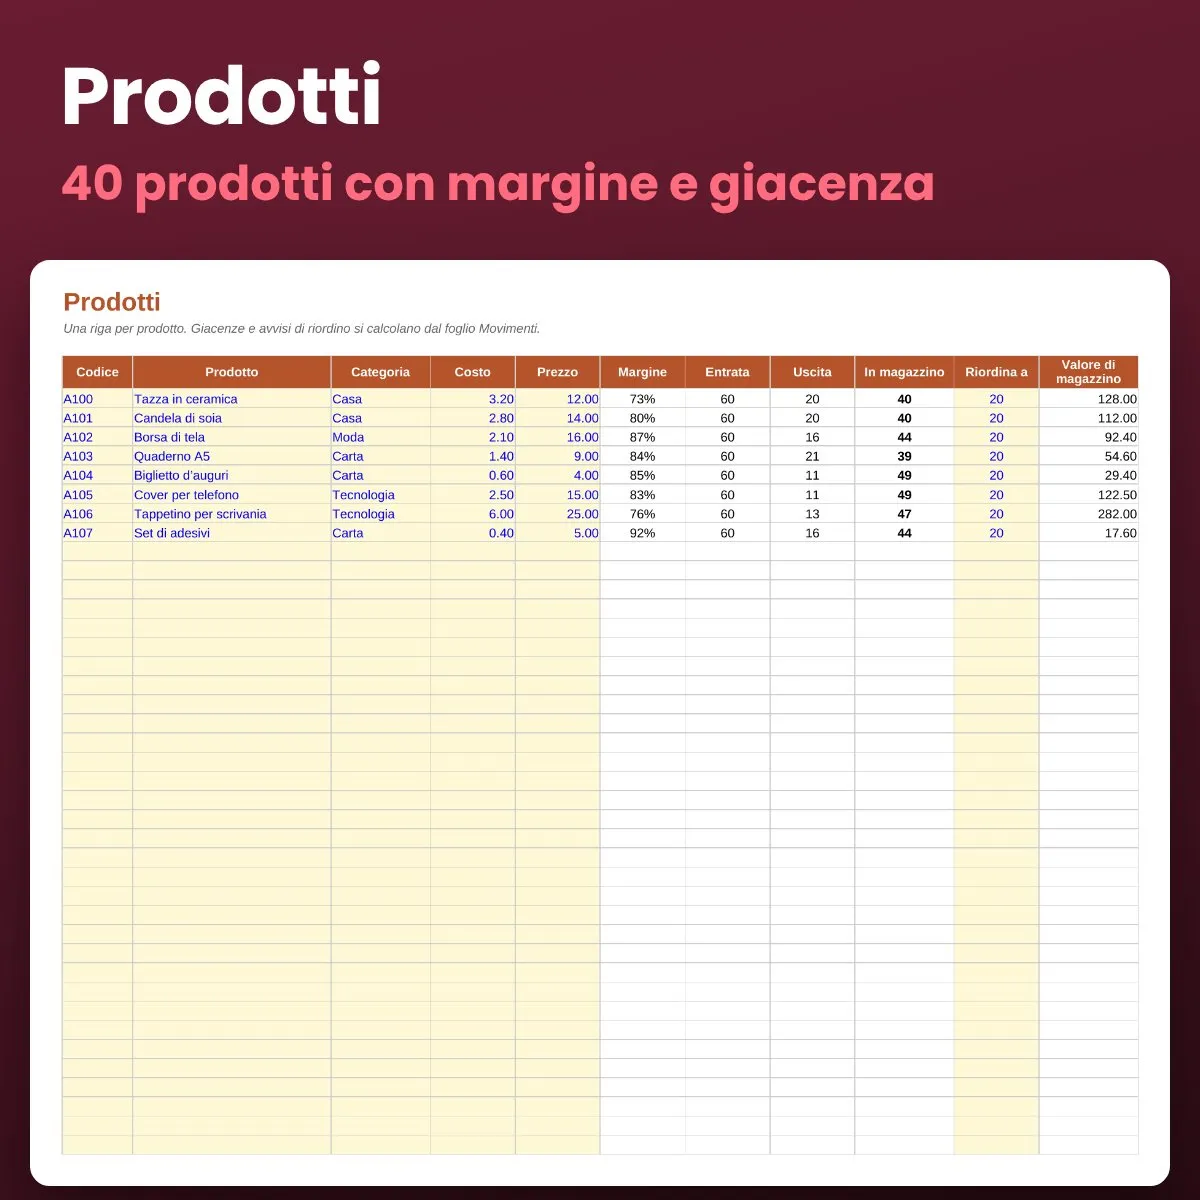 Prodotti
40 prodotti con margine e giacenza
Prodotti
Una riga per prodotto. Giacenze e avvisi di riordino si calcolano dal foglio Movimenti.
Codice Prodotto Categoria Costo Prezzo Margine Entrata Uscita In magazzino Riordina a Valore di magazzino
A100 Tazza in ceramica Casa 3.20 12.00 73% 60 20 40 20 128.00
A101 Candela di soia Casa 2.80 14.00 80% 60 20 40 20 112.00
A102 Borsa di tela Moda 2.10 16.00 87% 60 16 44 20 92.40
A103 Quaderno A5 Carta 1.40 9.00 84% 60 21 39 20 54.60
A104 Biglietto d’auguri Carta 0.60 4.00 85% 60 11 49 20 29.40
A105 Cover per telefono Tecnologia 2.50 15.00 83% 60 11 49 20 122.50
A106 Tappetino per scrivania Tecnologia 6.00 25.00 76% 60 13 47 20 282.00
A107 Set di adesivi Carta 0.40 5.00 92% 60 16 44 20 17.60